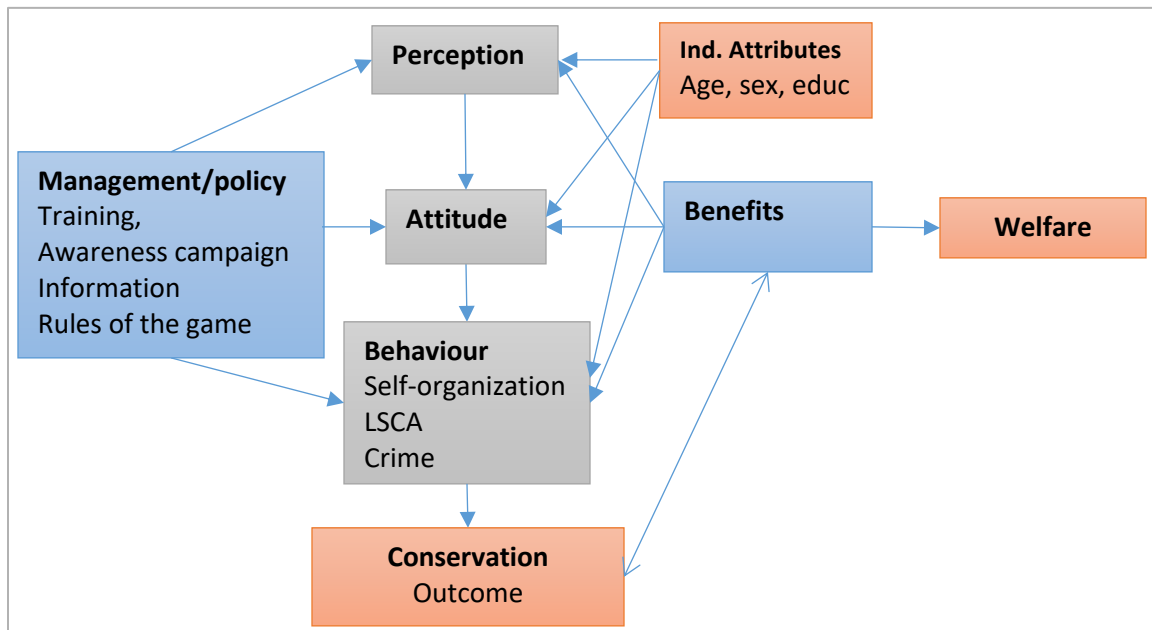 Perception
Ind. Attributes
Age, sex, educ
Management/policy
Training,
Awareness campaign
Information
Rules of the game
Attitude
Benefits
Welfare
Behaviour
Self-organization
LSCA
Crime
Conservation
Outcome